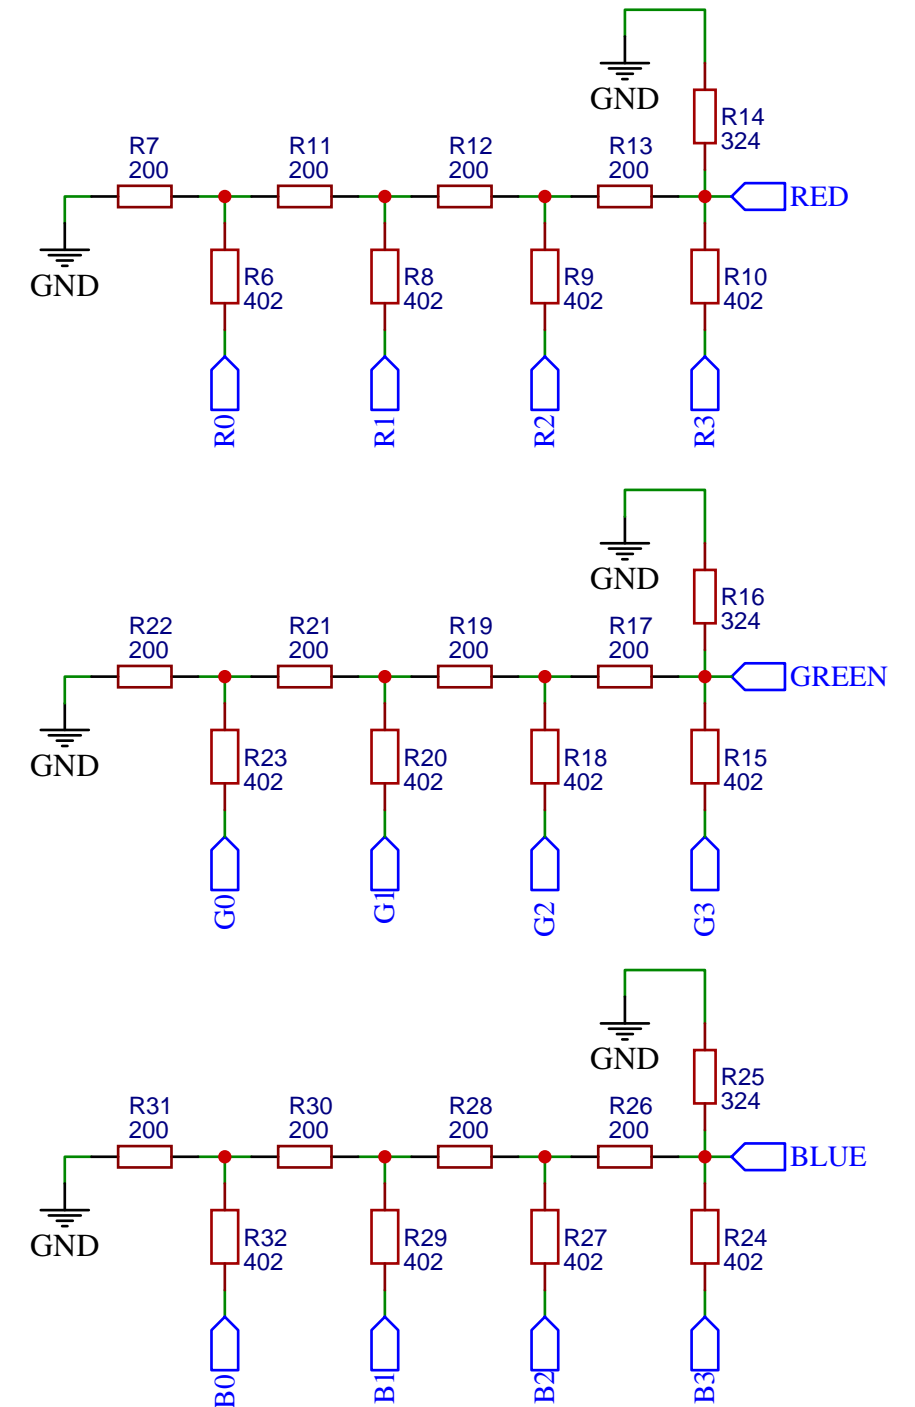 GND
R14
324
R7
200
R11
200
R12
200
R13
200
RED
GND
R6
402
R8
402
R9
402
R10
402
R0
R1
R2
R3
GND
R16
324
R22
200
R21
200
R19
200
R17
200
GREEN
GND
R23
402
R20
402
R18
402
R15
402
G0
G1
G2
G3
GND
R25
324
R31
200
R30
200
R28
200
R26
200
BLUE
GND
R32
402
R29
402
R27
402
R24
402
B0
B1
B2
B3